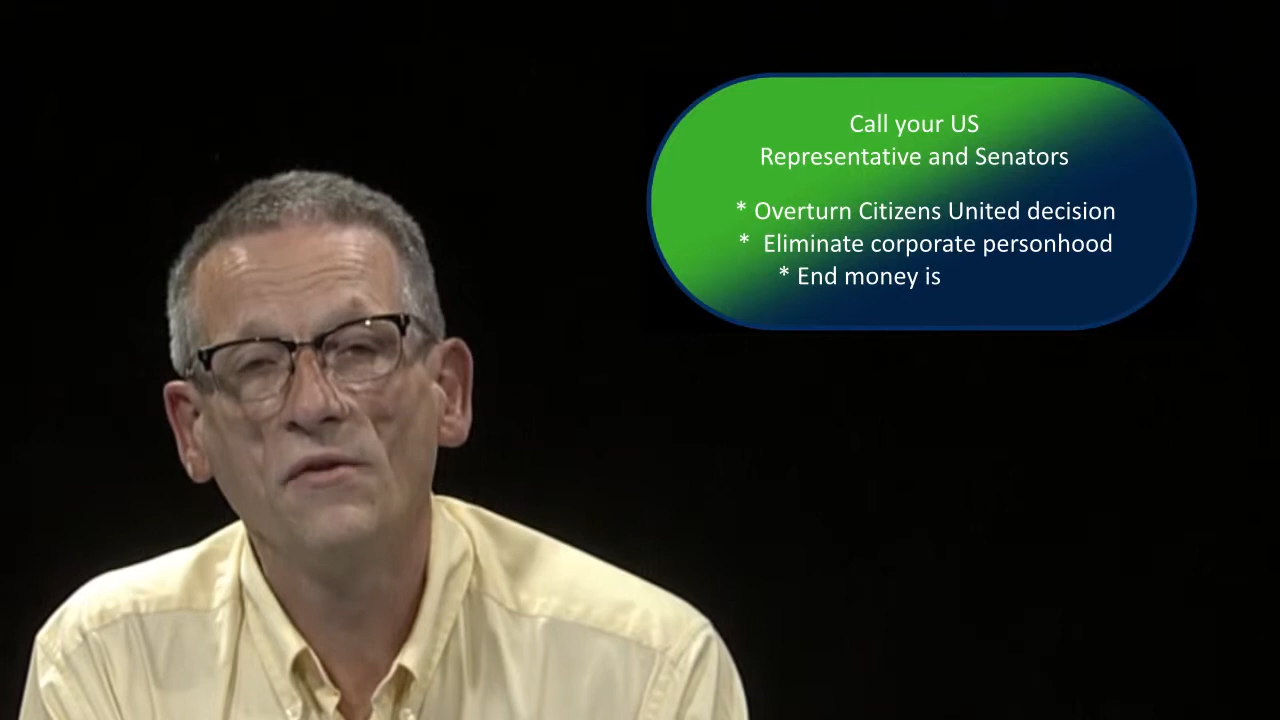 Call your US
Representative and Senators
* Overturn Citizens United decision
* Eliminate corporate personhood
* End money is